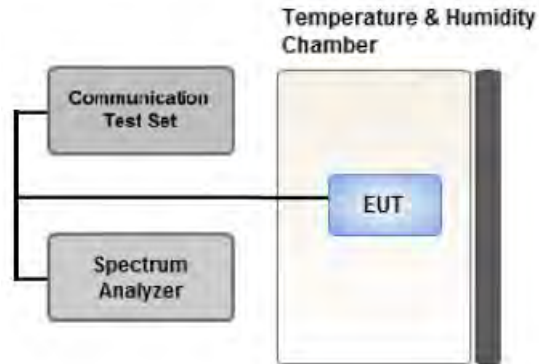 Temperature & Humidity
Chamber
Communication
Test Set
EUT
Spectrum
Analyzer